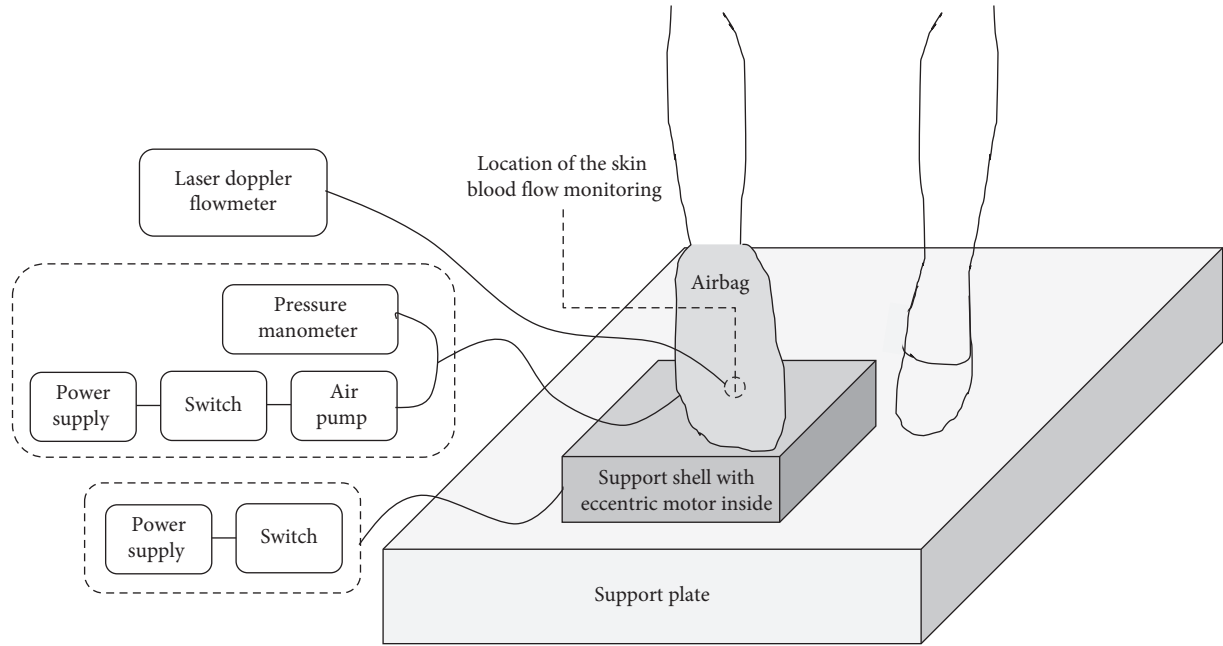 Laser doppler
flowmeter
Location of the skin
blood flow monitoring
Airbag
Pressure
manometer
Power
supply
Switch
Air
pump
Support shell with
eccentric motor inside
Power
supply
Switch
Support plate